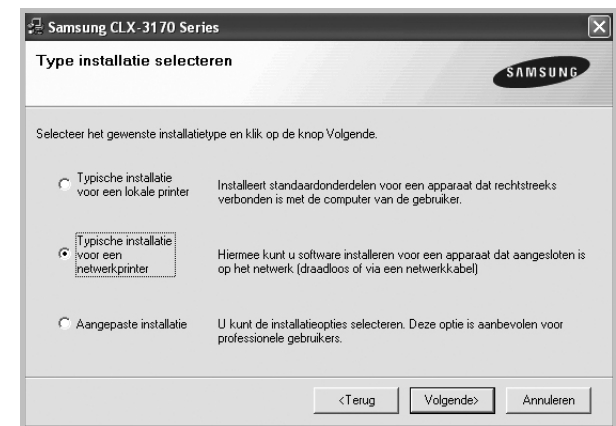 Samsung CLX-3170 Series
Type installatie selecteren
SAMSUNG
Selecteer het gewenste installatietype en klik op de knop Volgende.
Typische installatie
voor een lokale printer
Installeert standaardonderdelen voor een apparaat dat rechtstreeks
verbonden is met de computer van de gebruiker.
Typische installatie
voor een
netwerkprinter
Hiermee kunt u software installeren voor een apparaat dat aangesloten is
op het netwerk (draadloos of via een netwerkkabel)
Aangepaste installatie
U kunt de installatieopties selecteren. Deze optie is aanbevolen voor
professionele gebruikers.
<Terug
Volgende>
Annuleren